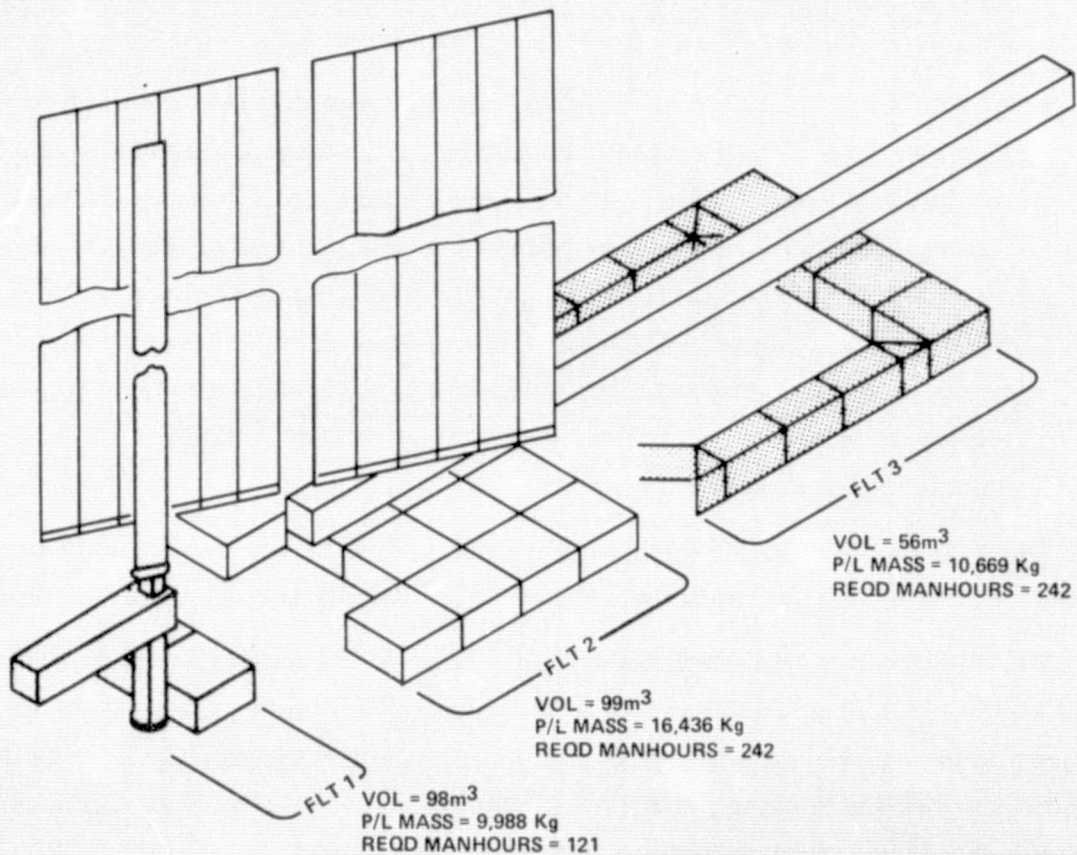 FLT 3
VOL = 56m³
P/L MASS = 10,669 Kg
REQD MANHOURS = 242
FLT 2
VOL = 99m³
P/L MASS = 16,436 Kg
REQD MANHOURS = 242
FLT 1
VOL = 98m³
P/L MASS = 9,988 Kg
REQD MANHOURS = 121